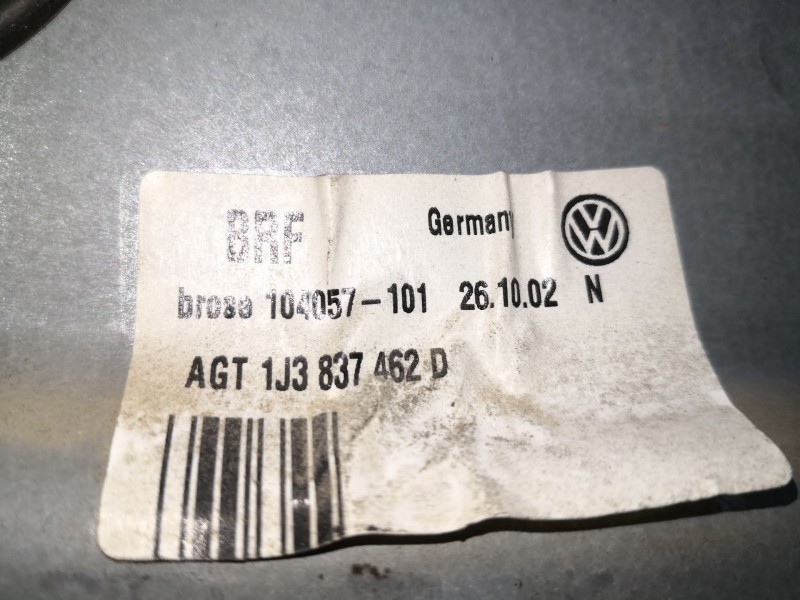 BRF Germany
brose 104057-101 26.10.02 N
AGT 1J3 837 462 D